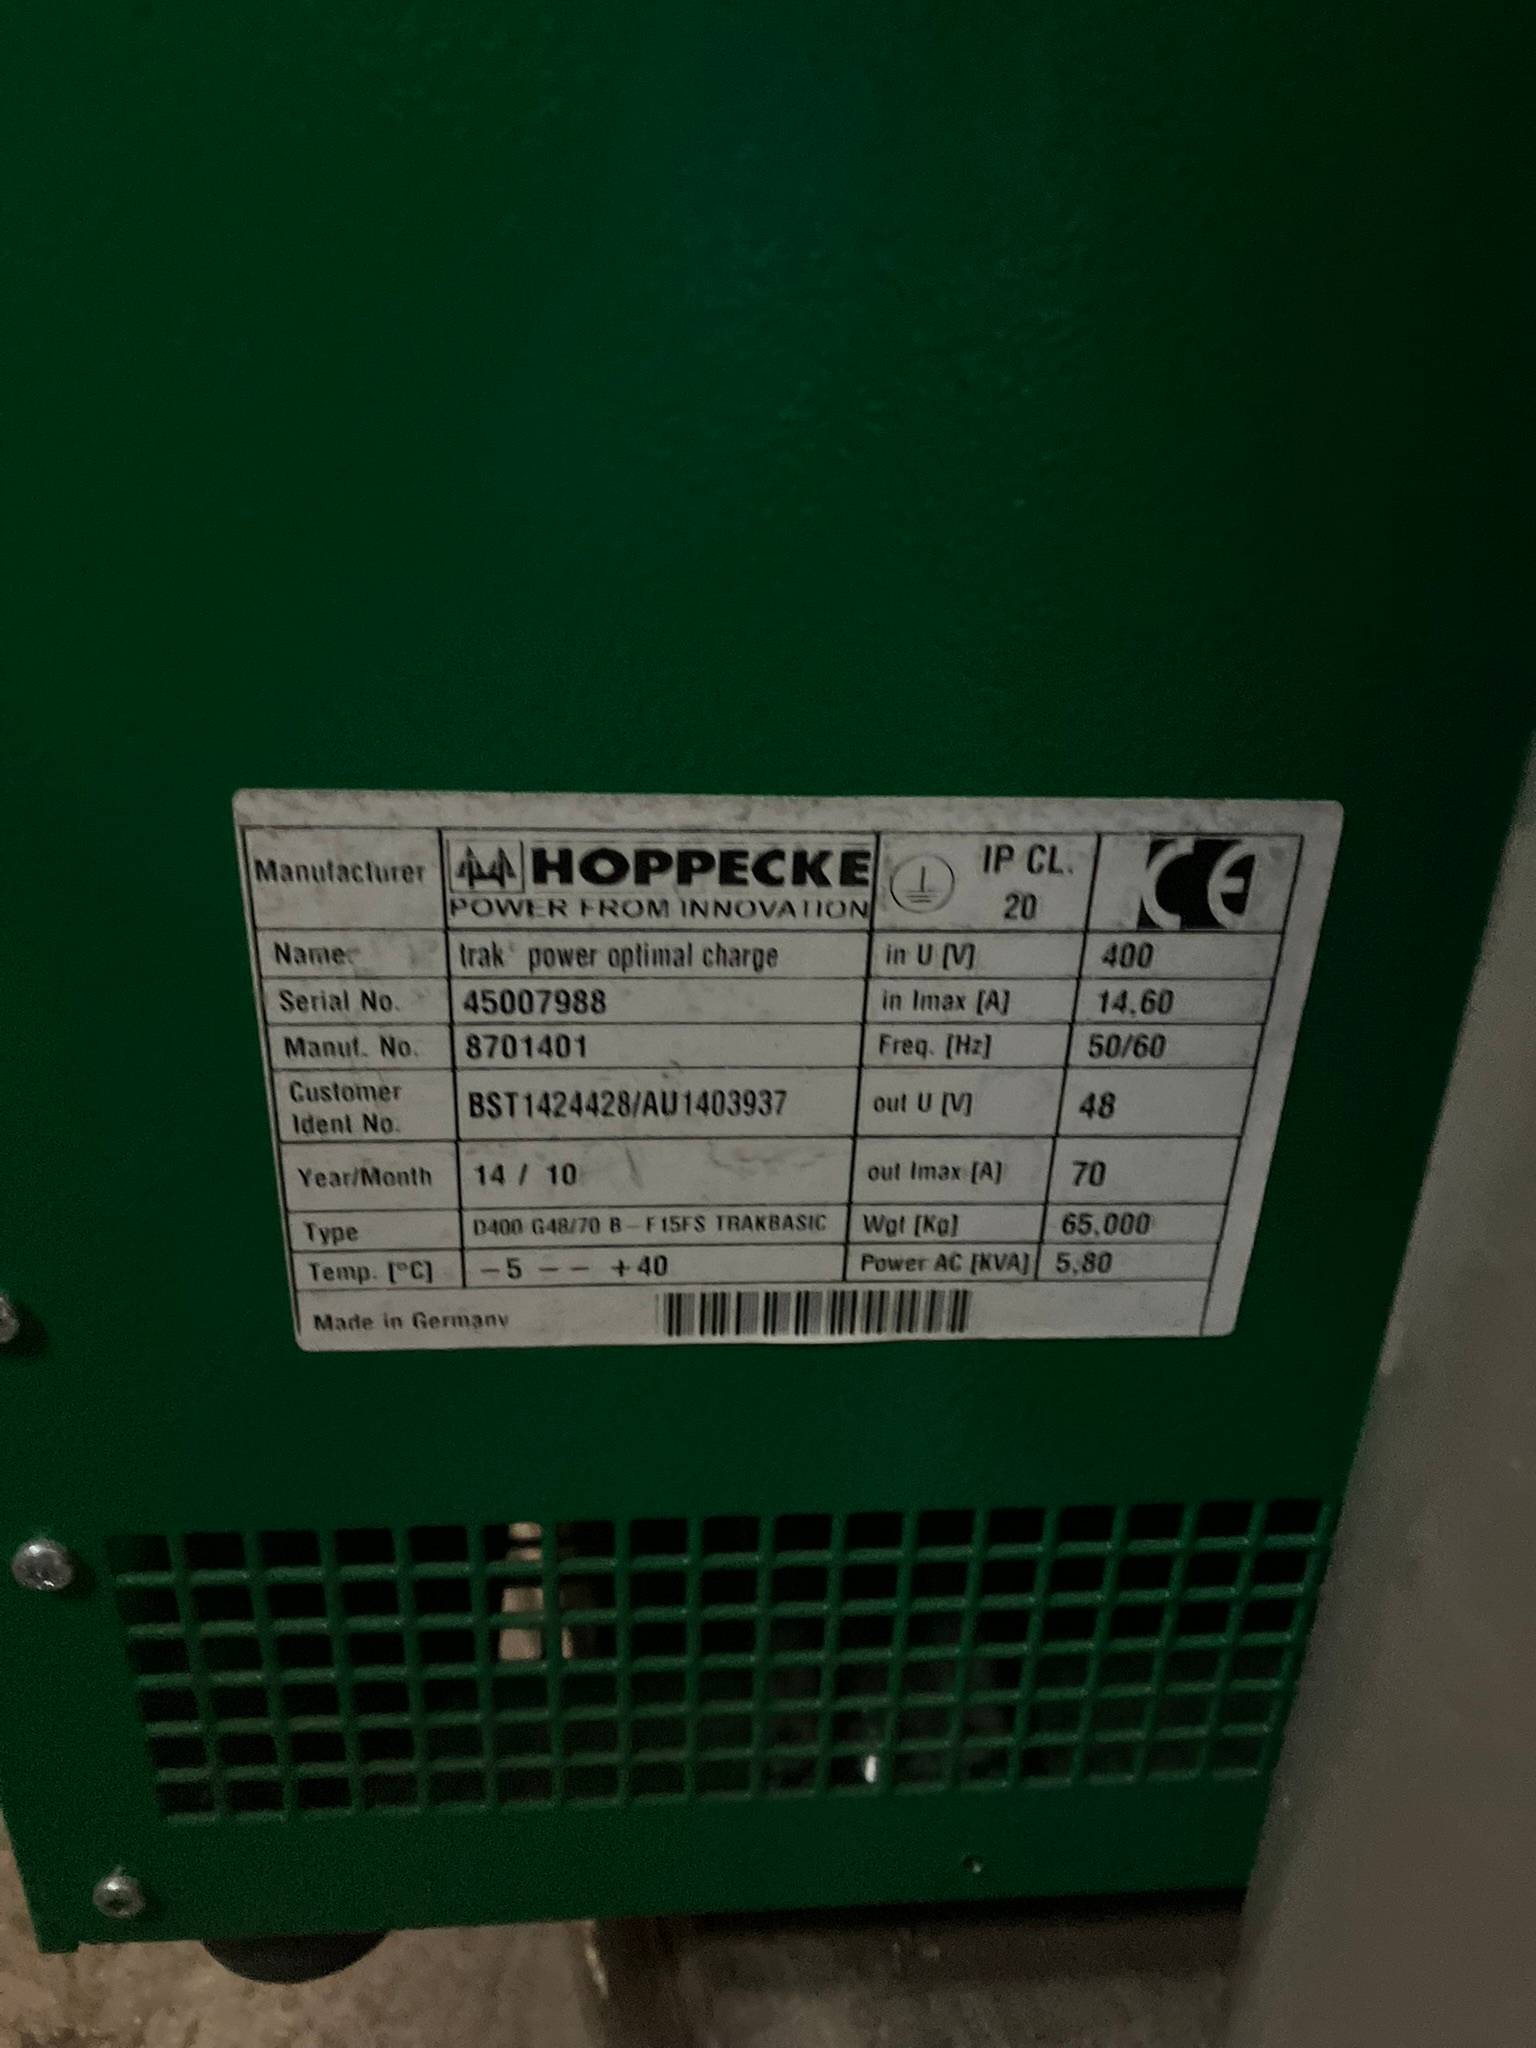 Manufacturer HOPPECKE IP CL. CE
POWER FROM INNOVATION 20
Name trak power optimal charge in U [V] 400
Serial No. 45007988 in Imax [A] 14,60
Manuf. No. 8701401 Freq. [Hz] 50/60
Customer
Ident No. BST1424428/AU1403937 out U [V] 48
Year/Month 14 / 10 out Imax [A] 70
Type D400 G48/70 B - F15FS TRAKBASIC Wgt [Kg] 65,000
Temp. [°C] -5 -- +40 Power AC [KVA] 5,80
Made in Germany